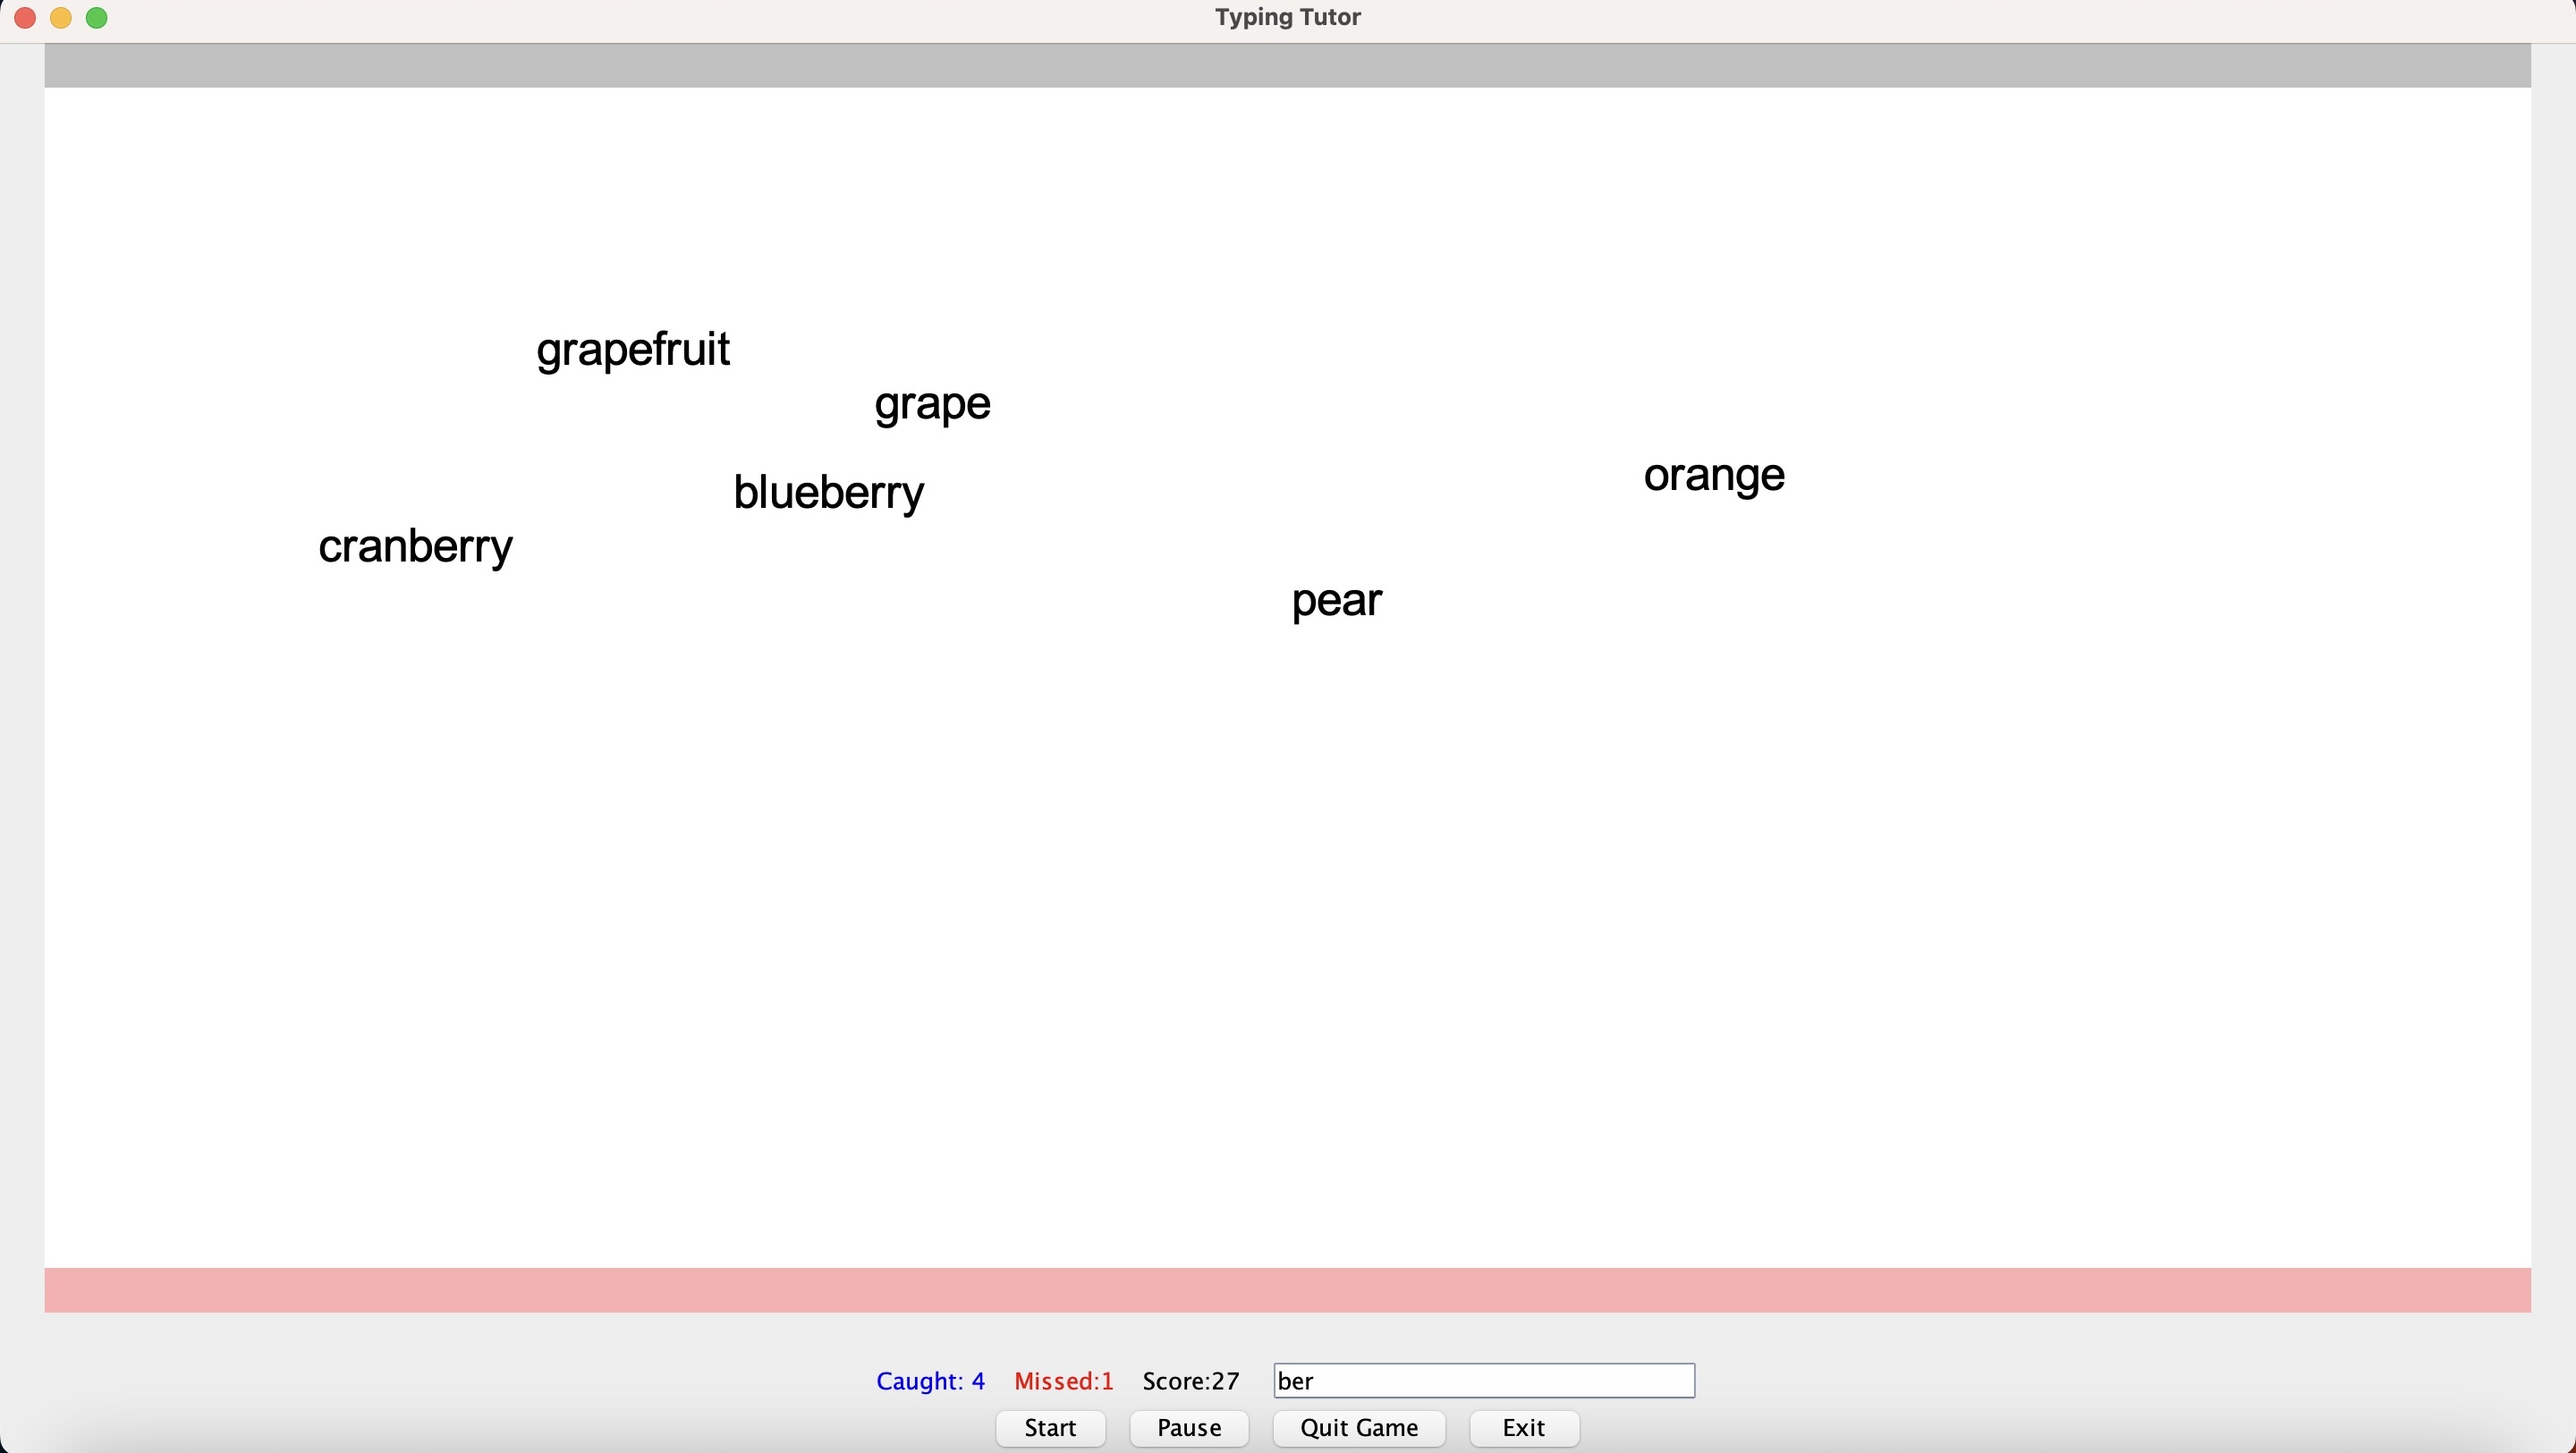 Typing Tutor
grapefruit
grape
orange
blueberry
cranberry
pear
Caught: 4 Missed:1 Score:27 ber
Start Pause Quit Game Exit